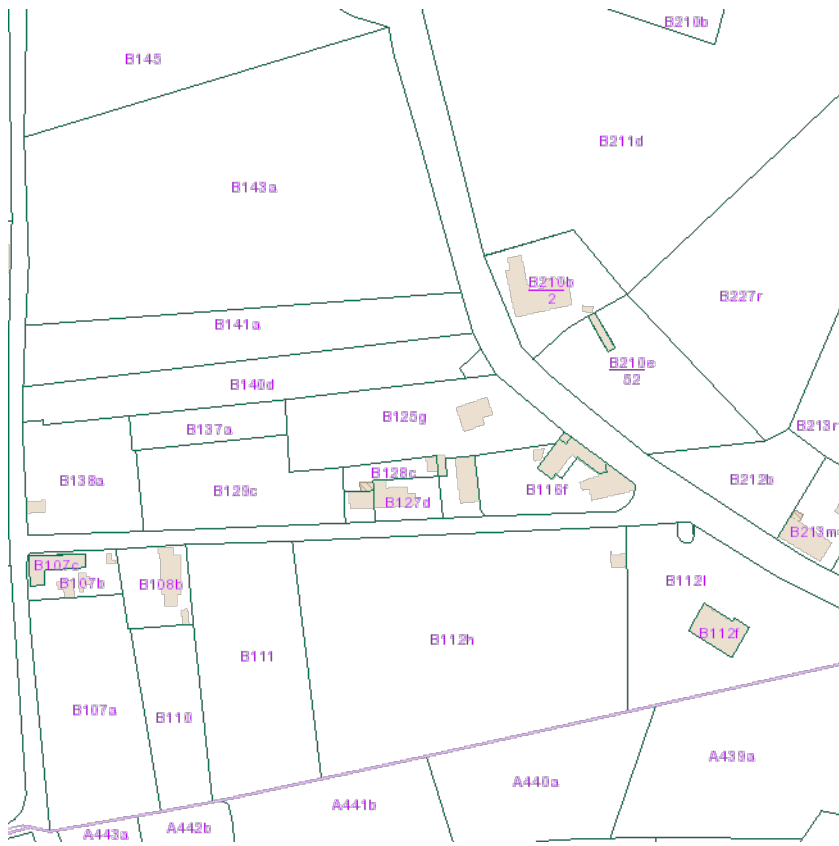 B210b
B145
B211d
B143a
B210b
2
B227r
B141a
B210e
52
B140d
B125g
B213r
B137a
B128c
B212b
B138a
B129c
B116f
B127d
B213m
B107c
B107b
B108b
B112l
B112f
B112h
B111
B107a
B110
A439a
A440a
A441b
A442b
A443a